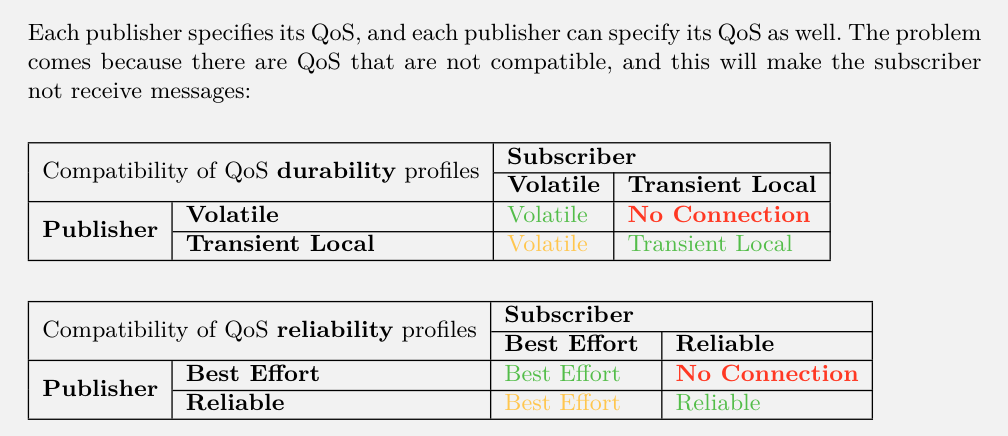 Each publisher specifies its QoS, and each publisher can specify its QoS as well. The problem
comes because there are QoS that are not compatible, and this will make the subscriber
not receive messages:
Compatibility of QoS durability profiles
Subscriber
Volatile Transient Local
Publisher
Volatile Volatile No Connection
Transient Local Volatile Transient Local
Compatibility of QoS reliability profiles
Subscriber
Best Effort Reliable
Publisher
Best Effort Best Effort No Connection
Reliable Best Effort Reliable